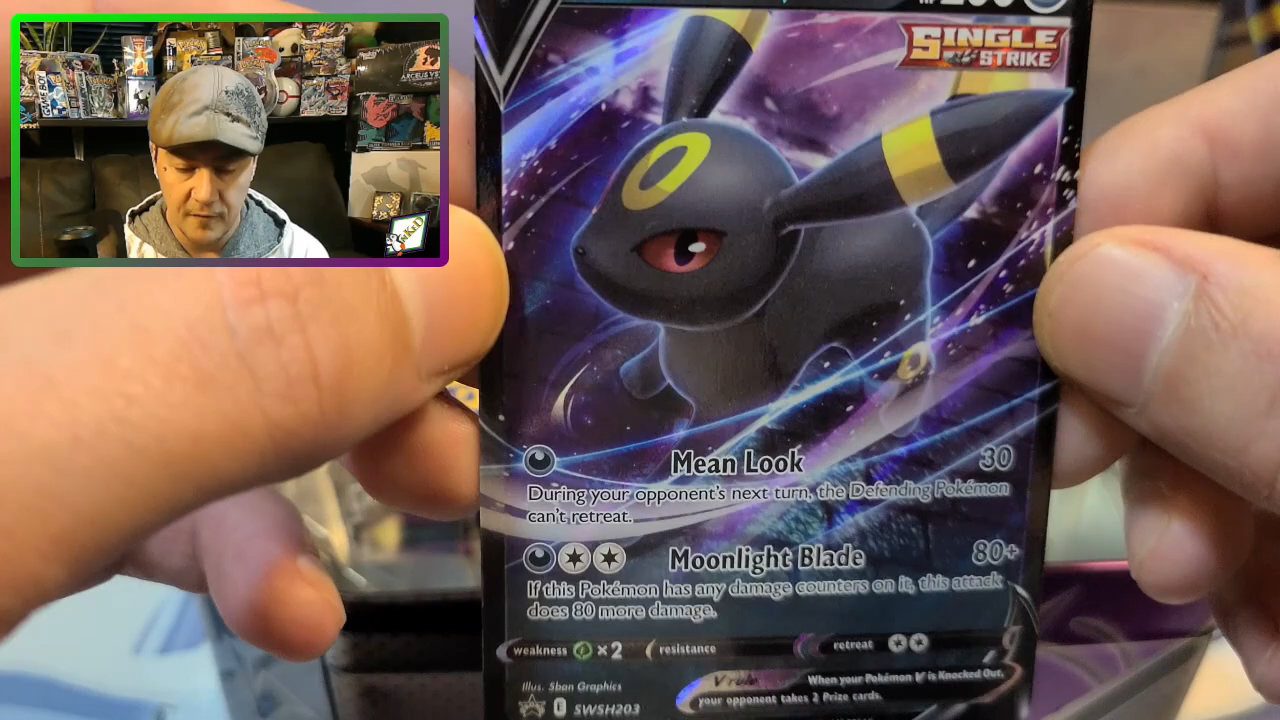 SINGLE
STRIKE
Mean Look 30
During your opponent's next turn, the Defending Pokémon
can't retreat.
Moonlight Blade 80+
If this Pokémon has any damage counters on it, this attack
does 80 more damage.
weakness ×2 resistance retreat
V rule When your Pokémon V is Knocked Out,
your opponent takes 2 Prize cards.
Illus. 5ban Graphics
SWSH203
ARCEUS VS